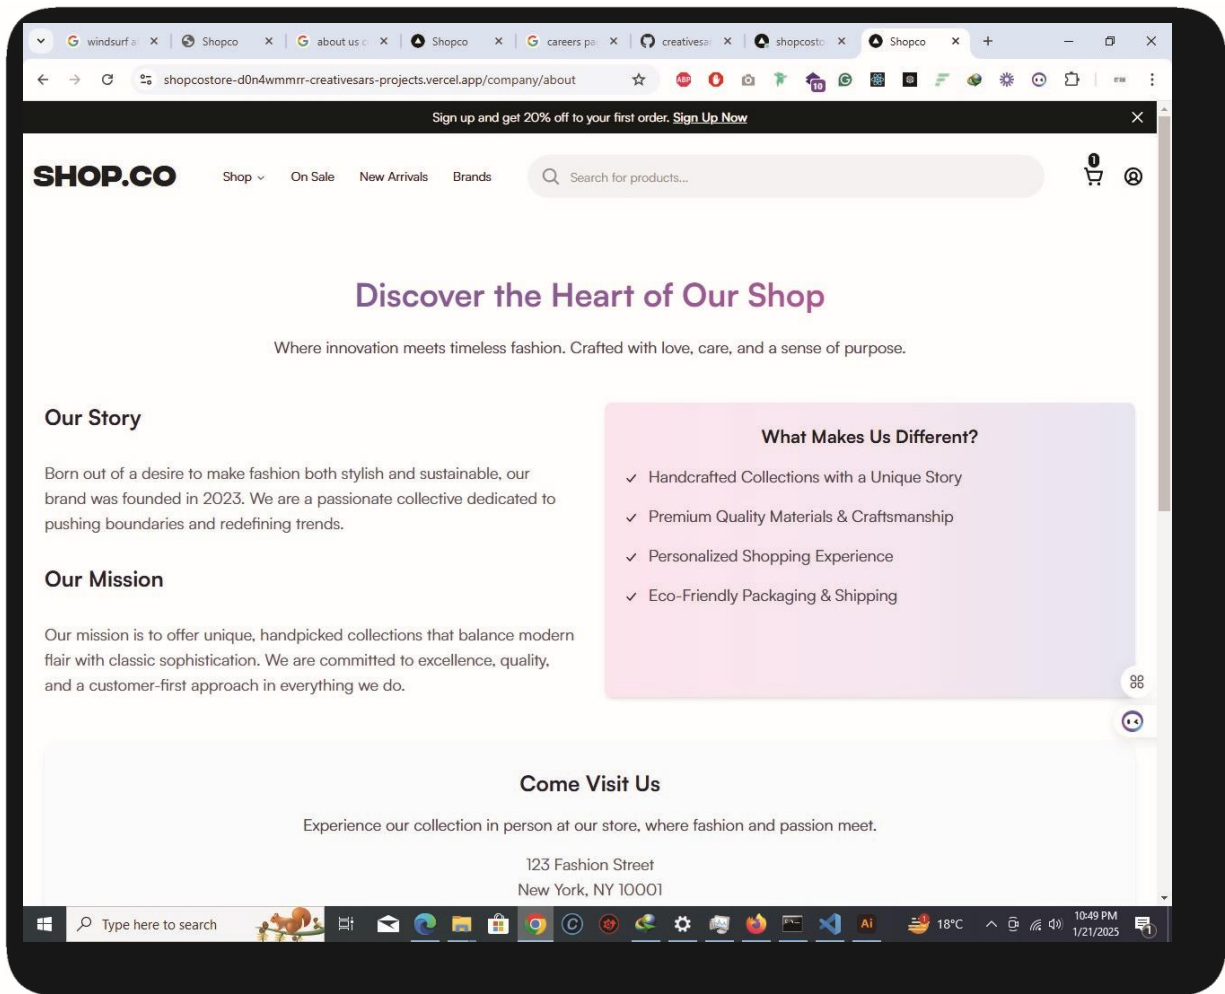 windsurf a
Shopco
about us c
Shopco
careers pa
creativesa
shopcosto
Shopco
shopcostore-d0n4wmmrr-creativesars-projects.vercel.app/company/about
ABP
10
Sign up and get 20% off to your first order. Sign Up Now
SHOP.CO
Shop
On Sale
New Arrivals
Brands
Search for products...
1
Discover the Heart of Our Shop
Where innovation meets timeless fashion. Crafted with love, care, and a sense of purpose.
Our Story
Born out of a desire to make fashion both stylish and sustainable, our
brand was founded in 2023. We are a passionate collective dedicated to
pushing boundaries and redefining trends.
Our Mission
Our mission is to offer unique, handpicked collections that balance modern
flair with classic sophistication. We are committed to excellence, quality,
and a customer-first approach in everything we do.
What Makes Us Different?
Handcrafted Collections with a Unique Story
Premium Quality Materials & Craftsmanship
Personalized Shopping Experience
Eco-Friendly Packaging & Shipping
Come Visit Us
Experience our collection in person at our store, where fashion and passion meet.
123 Fashion Street
New York, NY 10001
Type here to search
Ai
18°C
10:49 PM
1/21/2025
1